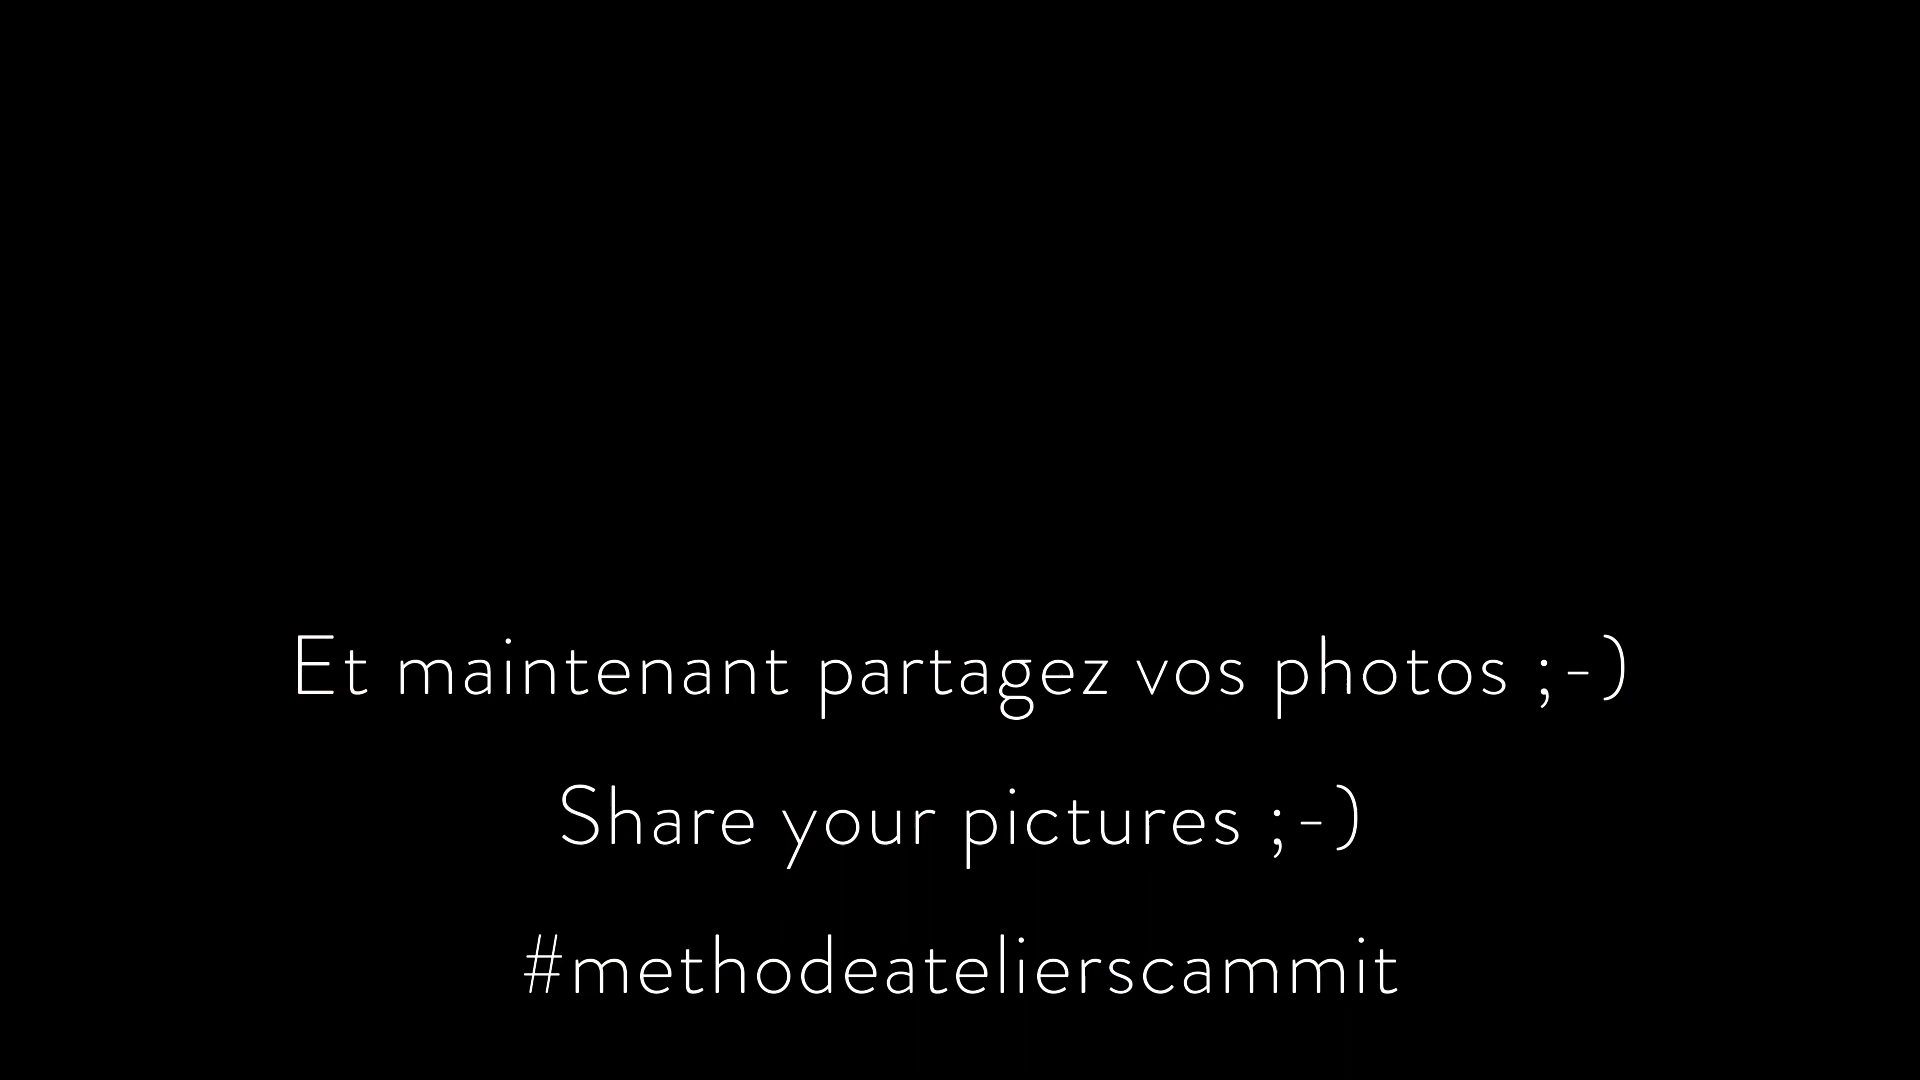 Et maintenant partagez vos photos ;-)
Share your pictures ;-)
#methodeatelierscammit